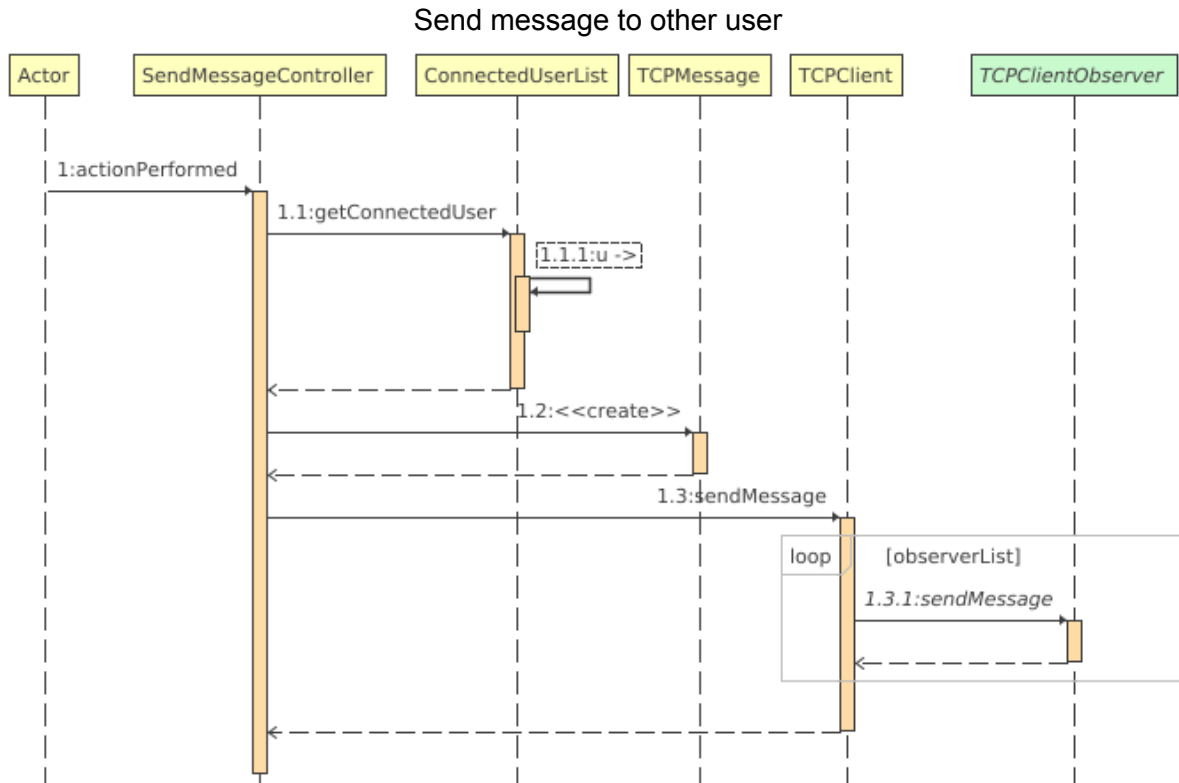 Send message to other user
Actor
SendMessageController
ConnectedUserList
TCPMessage
TCPClient
TCPClientObserver
1:actionPerformed
1.1:getConnectedUser
1.1.1:u ->
1.2:<<create>>
1.3:sendMessage
loop
[observerList]
1.3.1:sendMessage